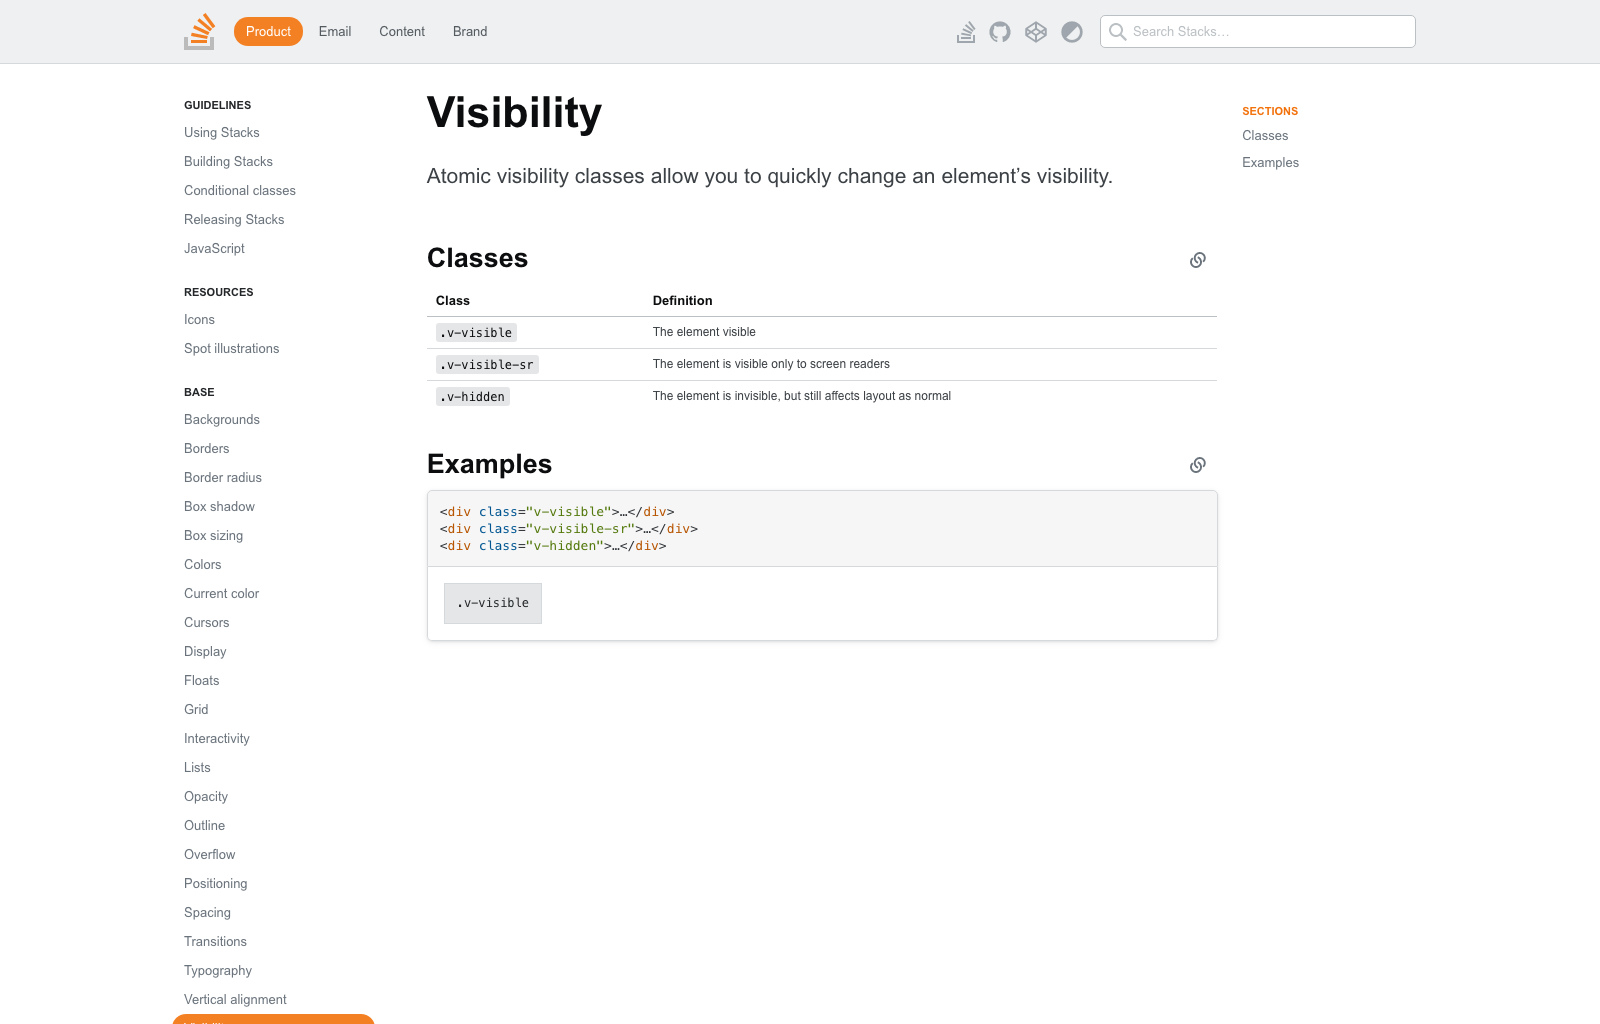 Product
Email
Content
Brand
Search Stacks…
GUIDELINES
Using Stacks
Building Stacks
Conditional classes
Releasing Stacks
JavaScript
RESOURCES
Icons
Spot illustrations
BASE
Backgrounds
Borders
Border radius
Box shadow
Box sizing
Colors
Current color
Cursors
Display
Floats
Grid
Interactivity
Lists
Opacity
Outline
Overflow
Positioning
Spacing
Transitions
Typography
Vertical alignment
Visibility
Atomic visibility classes allow you to quickly change an element’s visibility.
Classes
Class Definition
.v-visible The element visible
.v-visible-sr The element is visible only to screen readers
.v-hidden The element is invisible, but still affects layout as normal
Examples
<div class="v-visible">…</div>
<div class="v-visible-sr">…</div>
<div class="v-hidden">…</div>
.v-visible
SECTIONS
Classes
Examples